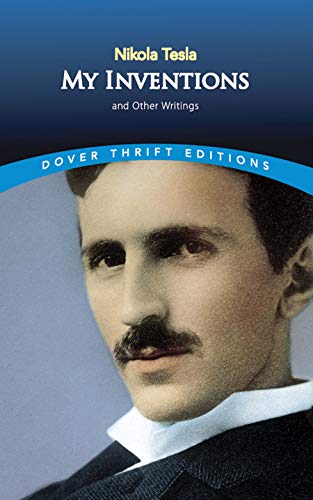 Nikola Tesla
MY INVENTIONS
and Other Writings
DOVER THRIFT EDITIONS